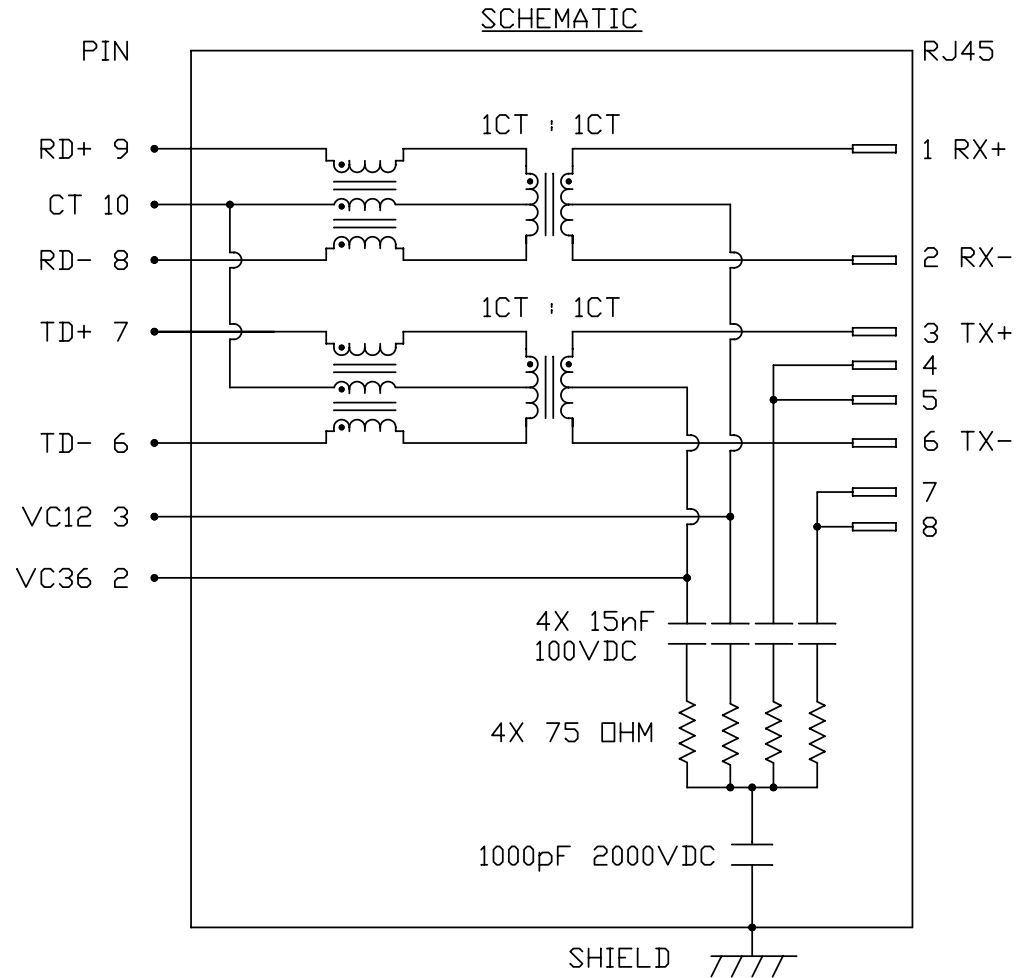 SCHEMATIC
PIN
RJ45
1CT : 1CT
RD+ 9
1 RX+
CT 10
RD- 8
2 RX-
1CT : 1CT
TD+ 7
3 TX+
4
5
TD- 6
6 TX-
7
VC12 3
8
VC36 2
4X 15nF
100VDC
4X 75 OHM
1000pF 2000VDC
SHIELD